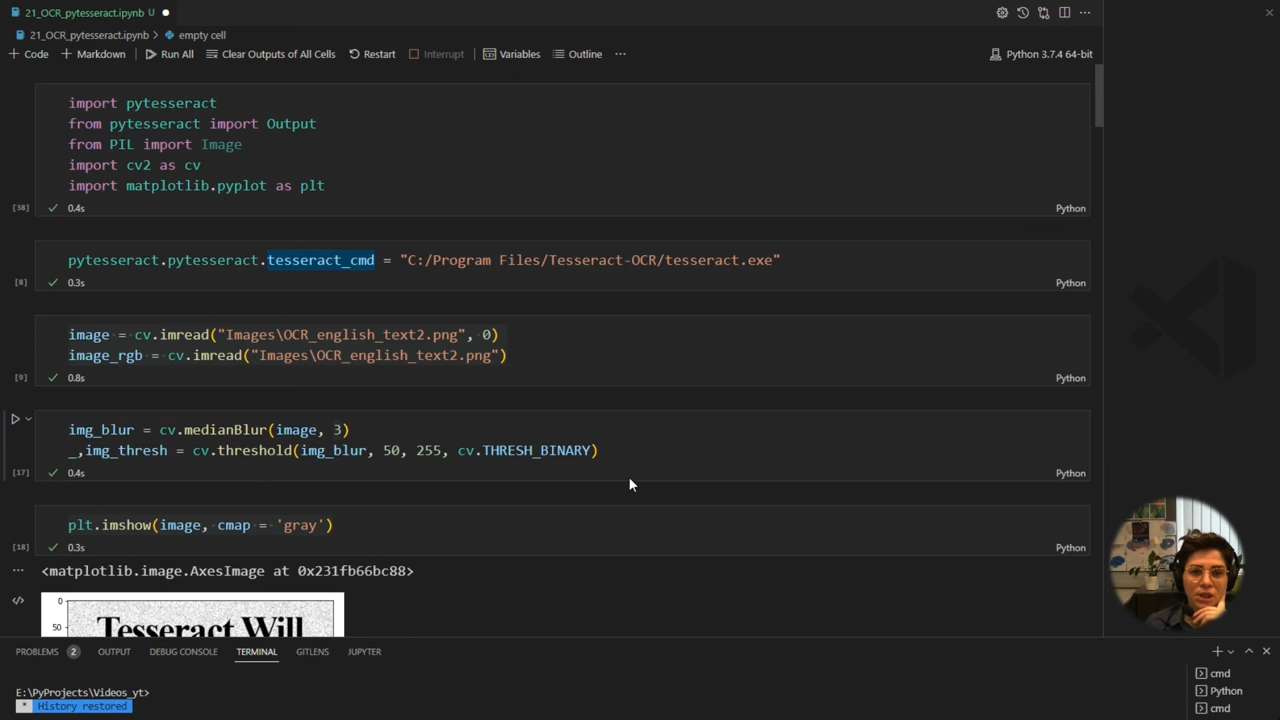 21_OCR_pytesseract.ipynb U
21_OCR_pytesseract.ipynb > empty cell
+ Code + Markdown Run All Clear Outputs of All Cells Restart Interrupt Variables Outline ... Python 3.7.4 64-bit
import pytesseract
from pytesseract import Output
from PIL import Image
import cv2 as cv
import matplotlib.pyplot as plt
[38] 0.4s Python
pytesseract.pytesseract.tesseract_cmd = "C:/Program Files/Tesseract-OCR/tesseract.exe"
[8] 0.3s Python
image = cv.imread("Images\OCR_english_text2.png", 0)
image_rgb = cv.imread("Images\OCR_english_text2.png")
[9] 0.8s Python
img_blur = cv.medianBlur(image, 3)
_,img_thresh = cv.threshold(img_blur, 50, 255, cv.THRESH_BINARY)
[17] 0.4s Python
plt.imshow(image, cmap = 'gray')
[18] 0.3s Python
... <matplotlib.image.AxesImage at 0x231fb66bc88>
0
50
Tesseract Will
PROBLEMS 2 OUTPUT DEBUG CONSOLE TERMINAL GITLENS JUPYTER
cmd
E:\PyProjects\Videos_yt>
Python
* History restored
cmd